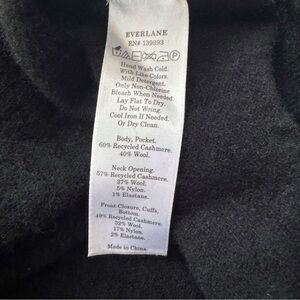 EVERLANE
RN# 139393
Hand Wash Cold.
With Like Colors.
Mild Detergent.
Only Non-Chlorine
Bleach When Needed.
Lay Flat To Dry.
Do Not Wring.
Cool Iron If Needed.
Or Dry Clean.
Body, Pocket.
60% Recycled Cashmere.
40% Wool.
Neck Opening.
57% Recycled Cashmere.
37% Wool.
5% Nylon.
1% Elastane.
Front Closure, Cuffs,
Bottom.
49% Recycled Cashmere.
32% Wool.
17% Nylon.
2% Elastane.
Made in China.